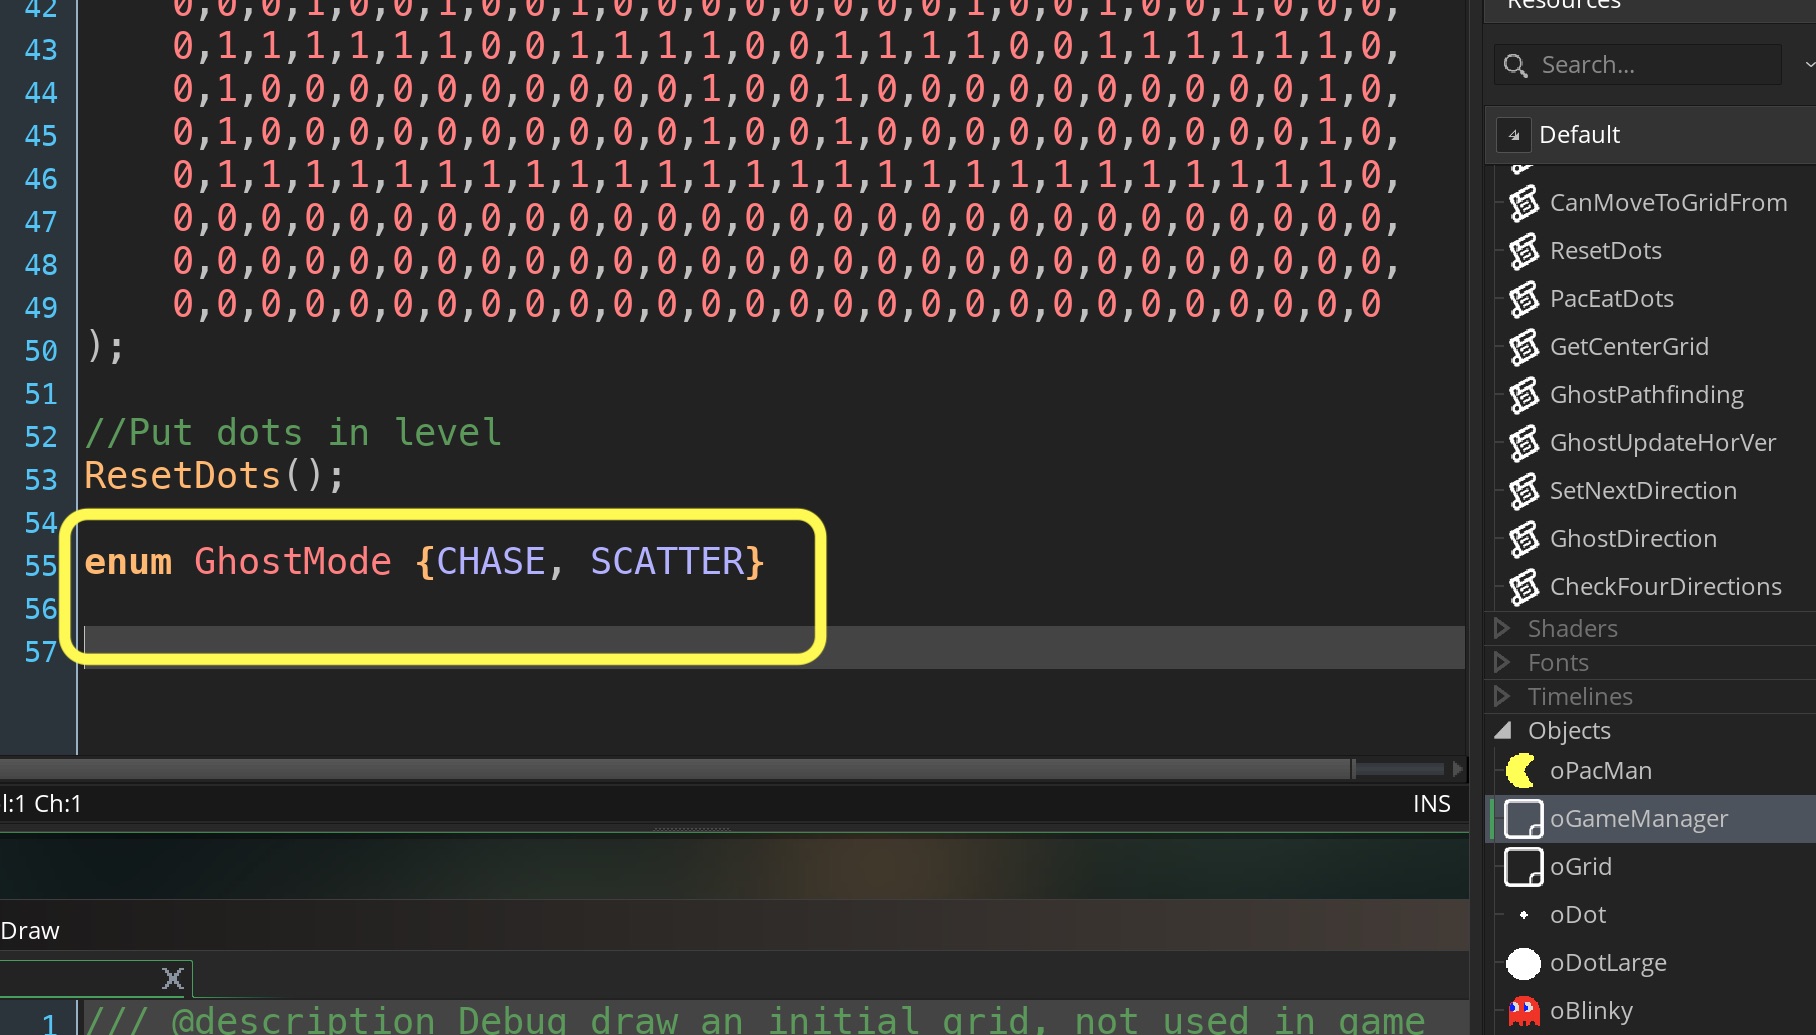 42 0,0,0,1,0,0,1,0,0,1,0,0,0,0,0,0,0,0,1,0,0,1,0,0,1,0,0,0,
43 0,1,1,1,1,1,1,0,0,1,1,1,1,0,0,1,1,1,1,0,0,1,1,1,1,1,1,0,
44 0,1,0,0,0,0,0,0,0,0,0,0,1,0,0,1,0,0,0,0,0,0,0,0,0,0,1,0,
45 0,1,0,0,0,0,0,0,0,0,0,0,1,0,0,1,0,0,0,0,0,0,0,0,0,0,1,0,
46 0,1,1,1,1,1,1,1,1,1,1,1,1,1,1,1,1,1,1,1,1,1,1,1,1,1,1,0,
47 0,0,0,0,0,0,0,0,0,0,0,0,0,0,0,0,0,0,0,0,0,0,0,0,0,0,0,0,
48 0,0,0,0,0,0,0,0,0,0,0,0,0,0,0,0,0,0,0,0,0,0,0,0,0,0,0,0,
49 0,0,0,0,0,0,0,0,0,0,0,0,0,0,0,0,0,0,0,0,0,0,0,0,0,0,0,0
50 );
51
52 //Put dots in level
53 ResetDots();
54
55 enum GhostMode {CHASE, SCATTER}
56
57
l:1 Ch:1
INS
Draw
X
1 /// @description Debug draw an initial grid, not used in game
Resources
Search...
Default
CanMoveToGridFrom
ResetDots
PacEatDots
GetCenterGrid
GhostPathfinding
GhostUpdateHorVer
SetNextDirection
GhostDirection
CheckFourDirections
Shaders
Fonts
Timelines
Objects
oPacMan
oGameManager
oGrid
oDot
oDotLarge
oBlinky